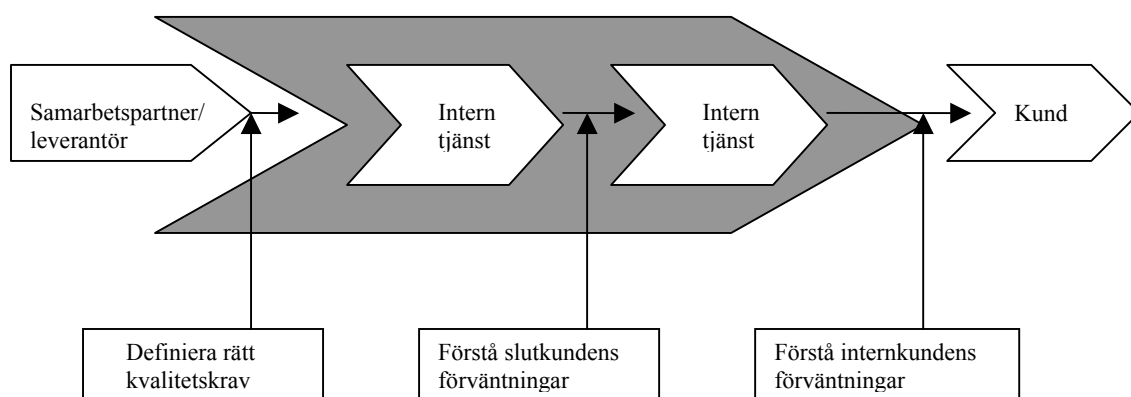 Samarbetspartner/
leverantör
Intern
tjänst
Intern
tjänst
Kund
Definiera rätt
kvalitetskrav
Förstå slutkundens
förväntningar
Förstå internkundens
förväntningar